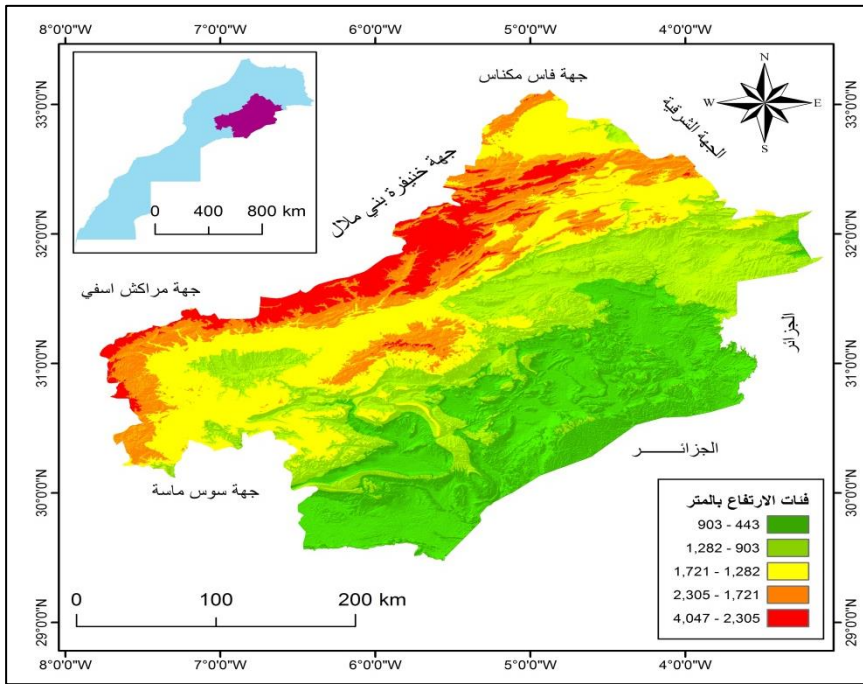 8°0'0"W 7°0'0"W 6°0'0"W 5°0'0"W 4°0'0"W
جهة فاس مكناس
N
W E
S
الجهة الشرقية
0 400 800 km
جهة خنيفرة بني ملال
جهة مراكش اسفي
الجزائر
الجزائـــــــر
جهة سوس ماسة
33°0'0"N
32°0'0"N
31°0'0"N
30°0'0"N
29°0'0"N
33°0'0"N
32°0'0"N
31°0'0"N
30°0'0"N
29°0'0"N
فئات الارتفاع بالمتر
903 - 443
1,282 - 903
1,721 - 1,282
2,305 - 1,721
4,047 - 2,305
0 100 200 km
8°0'0"W 7°0'0"W 6°0'0"W 5°0'0"W 4°0'0"W